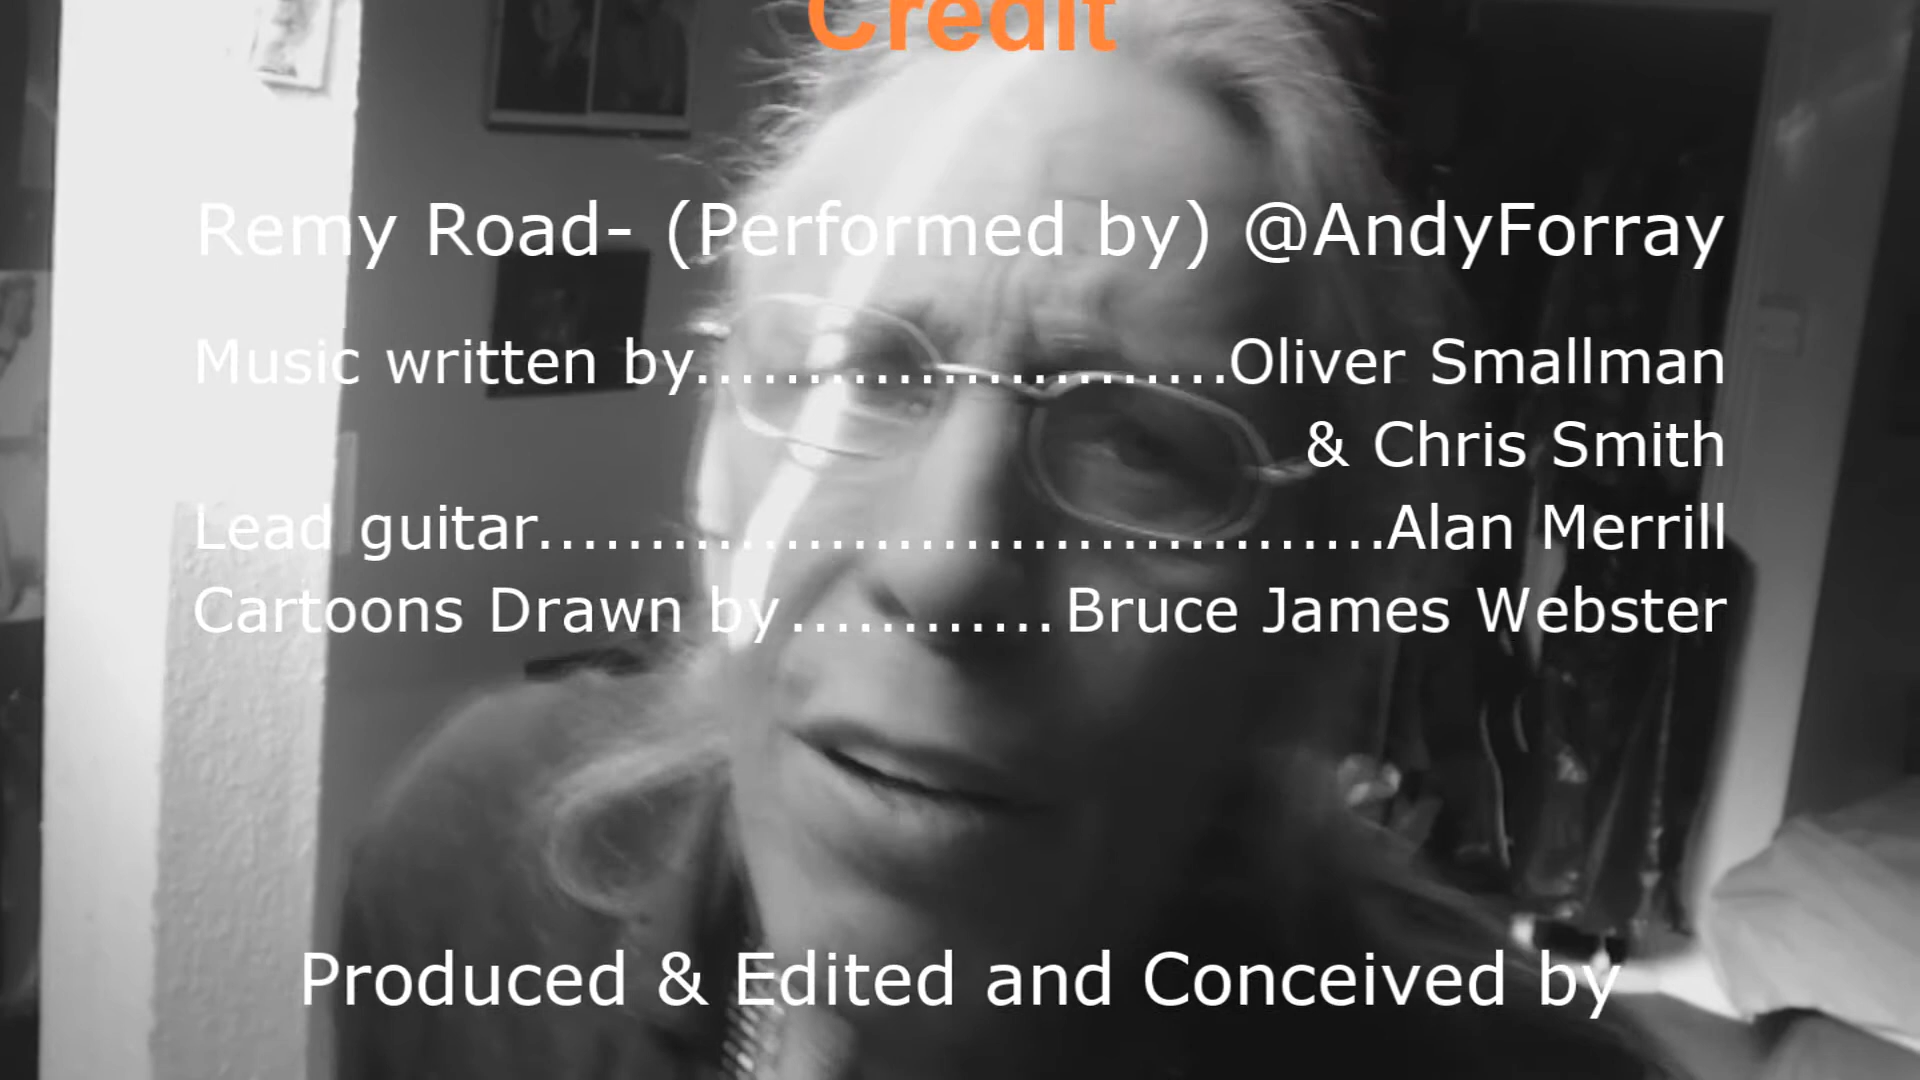 Credit
Remy Road- (Performed by) @AndyForray
Music written by.........................Oliver Smallman
& Chris Smith
Lead guitar.......................................Alan Merrill
Cartoons Drawn by............Bruce James Webster
Produced & Edited and Conceived by